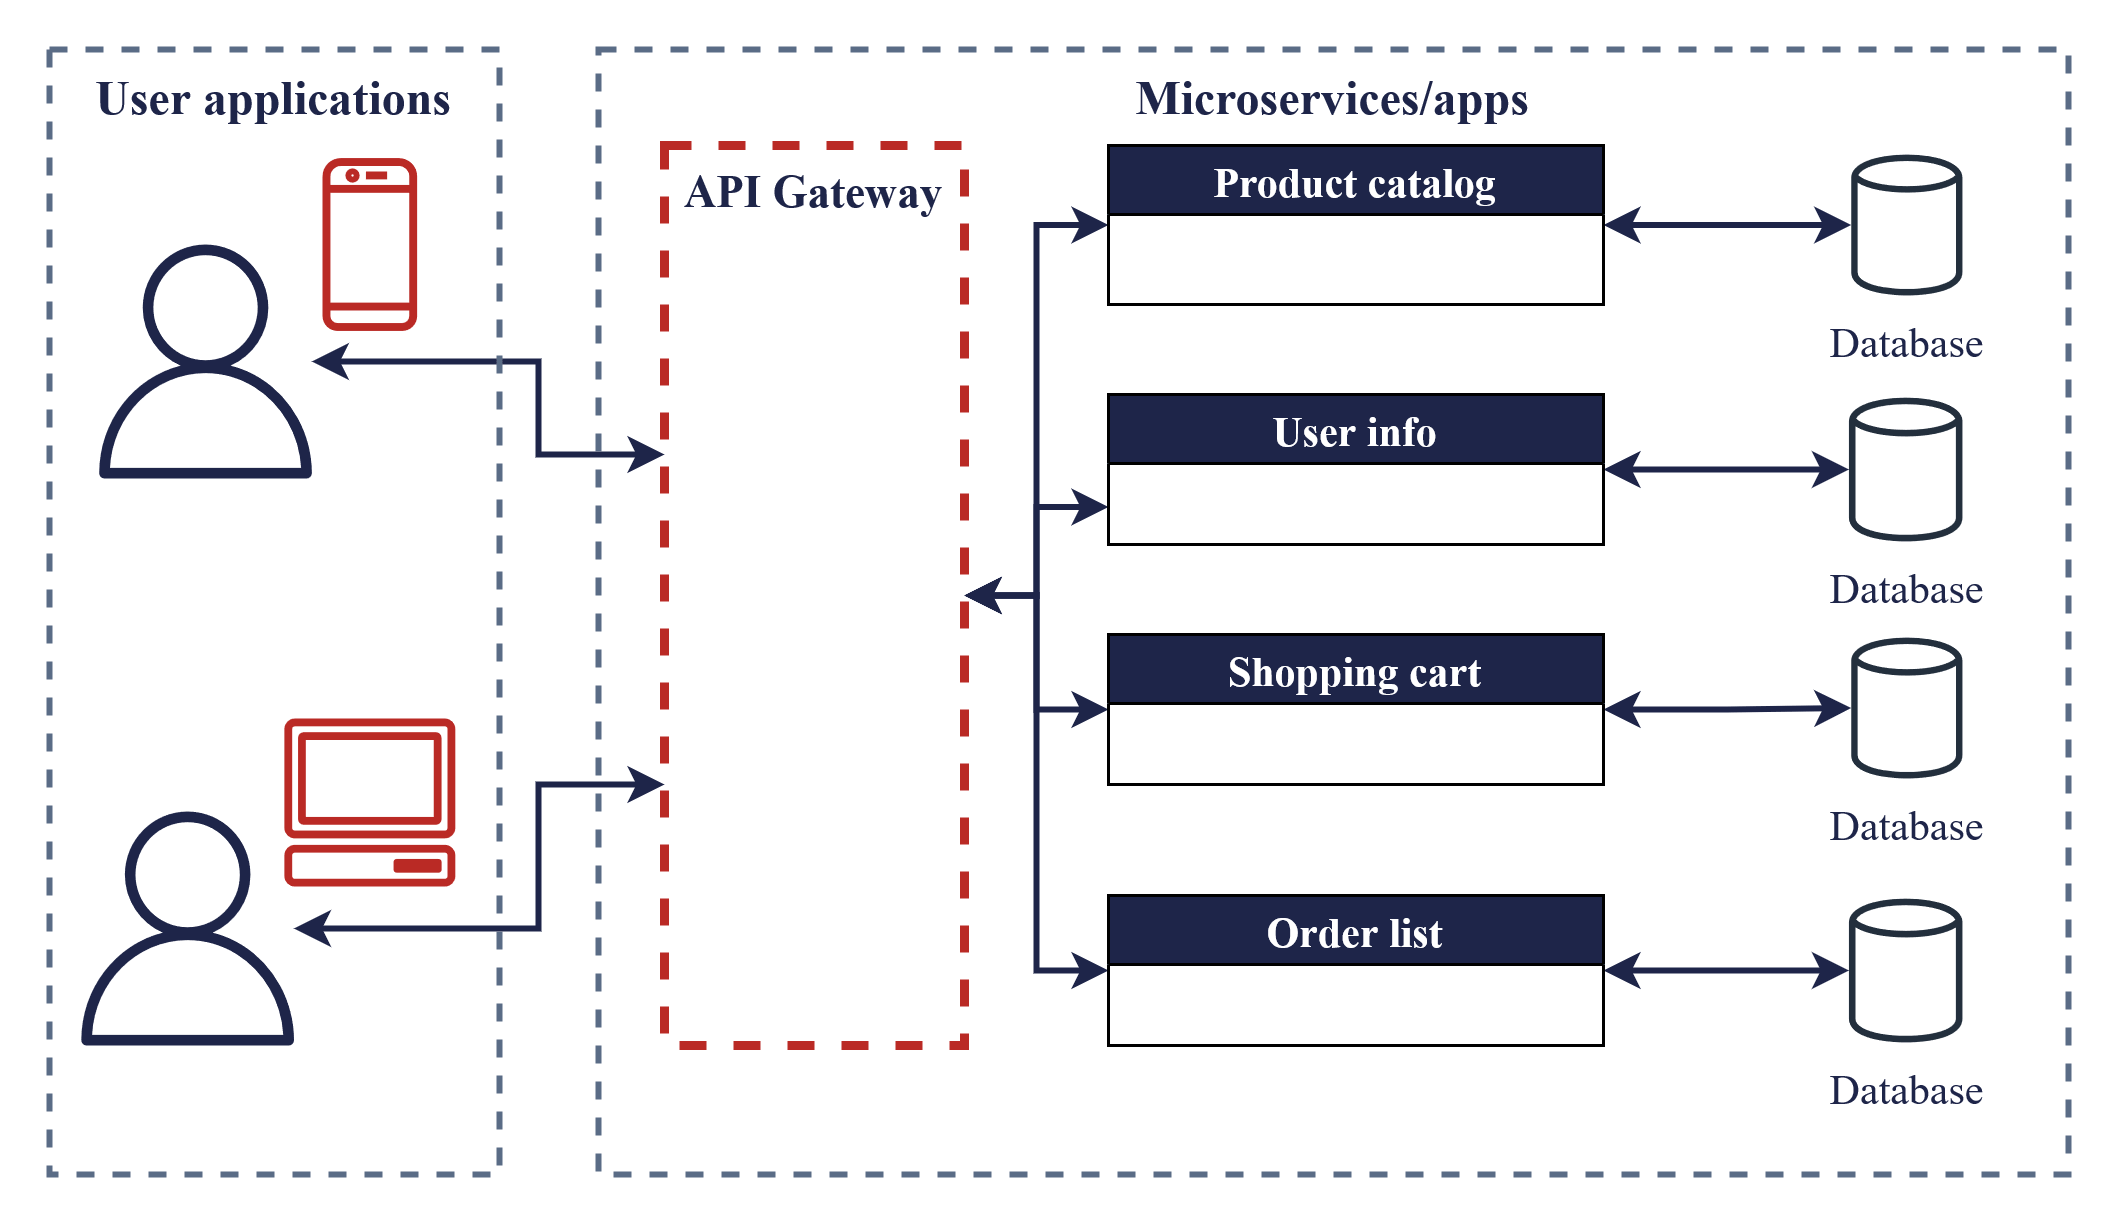 User applications
Microservices/apps
API Gateway
Product catalog
Database
User info
Database
Shopping cart
Database
Order list
Database